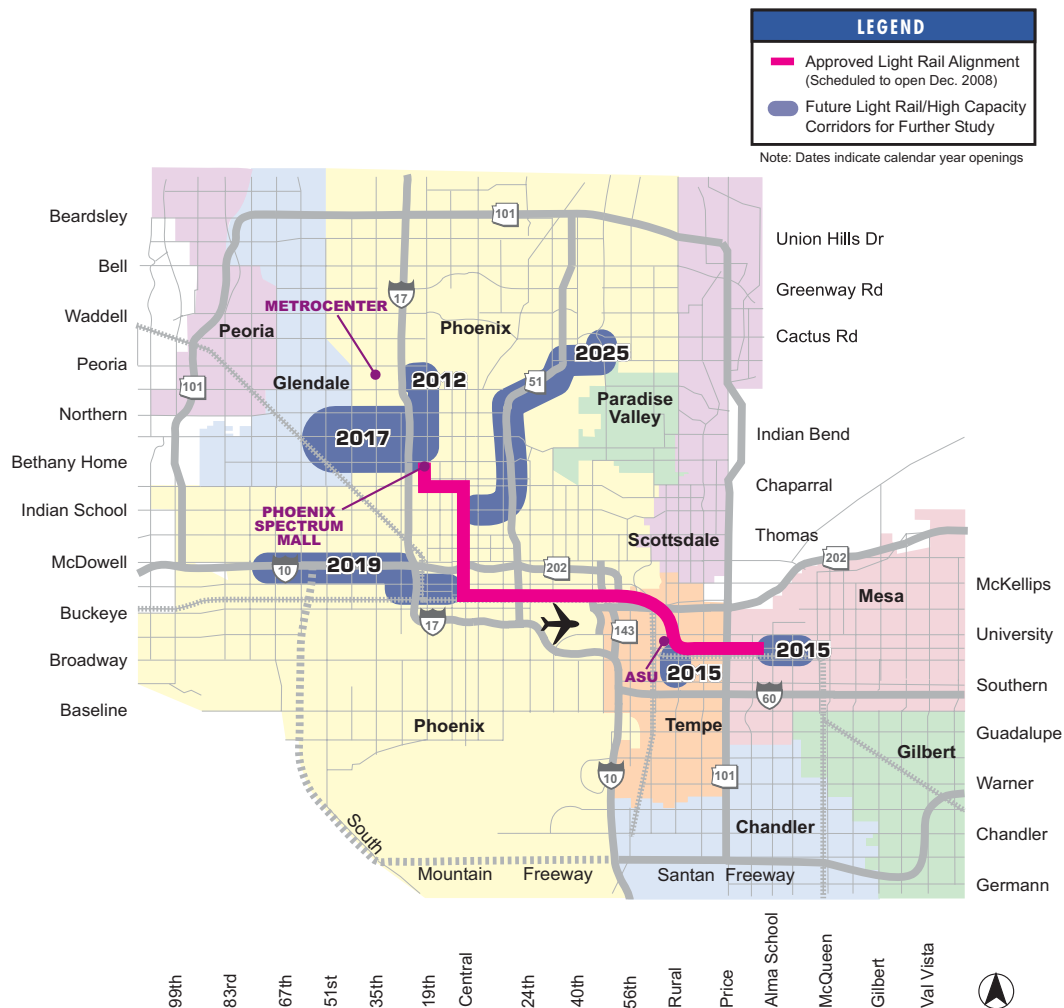 LEGEND
Approved Light Rail Alignment
(Scheduled to open Dec. 2008)
Future Light Rail/High Capacity
Corridors for Further Study
Note: Dates indicate calendar year openings
Beardsley
Bell
Waddell
Peoria
Northern
Bethany Home
Indian School
McDowell
Buckeye
Broadway
Baseline
101
Union Hills Dr
Greenway Rd
Cactus Rd
Indian Bend
Chaparral
Thomas
McKellips
University
Southern
Guadalupe
Warner
Chandler
Germann
17
METROCENTER
Peoria
Phoenix
101
Glendale
2012
51
2025
Paradise
Valley
2017
PHOENIX
SPECTRUM
MALL
Scottsdale
10
2019
202
202
Mesa
17
143
ASU
2015
2015
60
Phoenix
Tempe
Gilbert
10
101
Chandler
South
Mountain
Freeway
Santan
Freeway
99th
83rd
67th
51st
35th
19th
Central
24th
40th
56th
Rural
Price
Alma School
McQueen
Gilbert
Val Vista